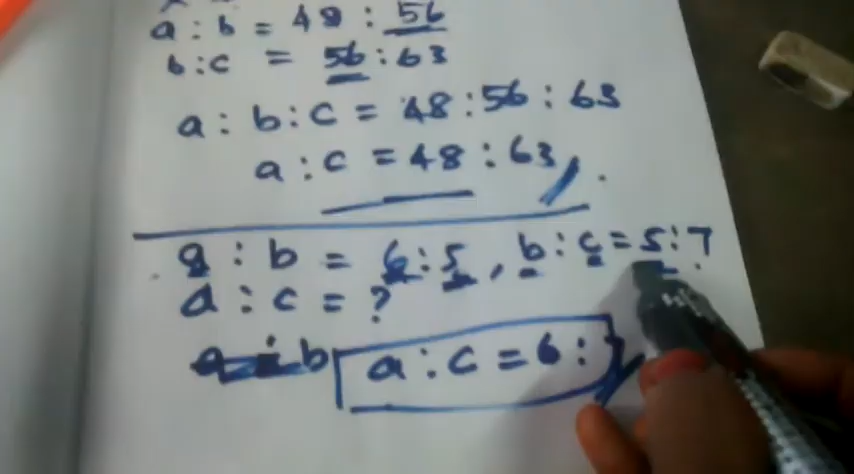 a : b = 48 : 56
b : c = 56 : 63
a : b : c = 48 : 56 : 63
a : c = 48 : 63
a : b = 6 : 5 , b : c = 5 : 7
a : c = ?
b a : c = 6 :